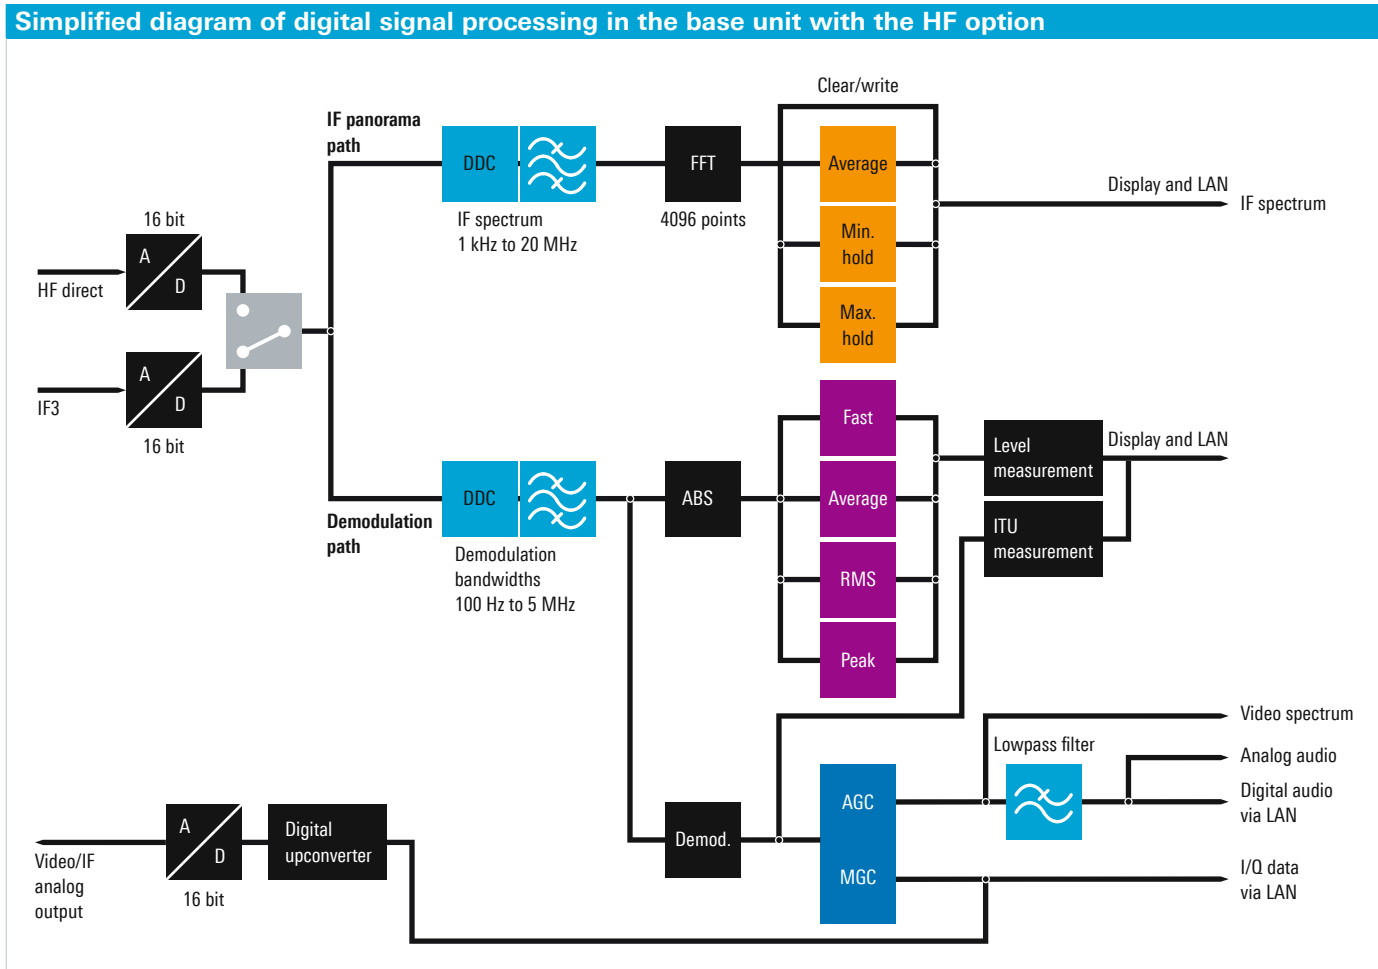 Simplified diagram of digital signal processing in the base unit with the HF option
Clear/write
IF panorama
path
DDC
FFT
Average
Display and LAN
IF spectrum
IF spectrum
1 kHz to 20 MHz
4096 points
Min.
hold
16 bit
A
D
HF direct
Max.
hold
A
D
IF3
16 bit
Fast
Level
measurement
Display and LAN
DDC
ABS
Average
Demodulation
path
ITU
measurement
Demodulation
bandwidths
100 Hz to 5 MHz
RMS
Peak
Video spectrum
Lowpass filter
Analog audio
AGC
Digital audio
via LAN
A
D
Digital
upconverter
Demod.
Video/IF
analog
output
16 bit
MGC
I/Q data
via LAN